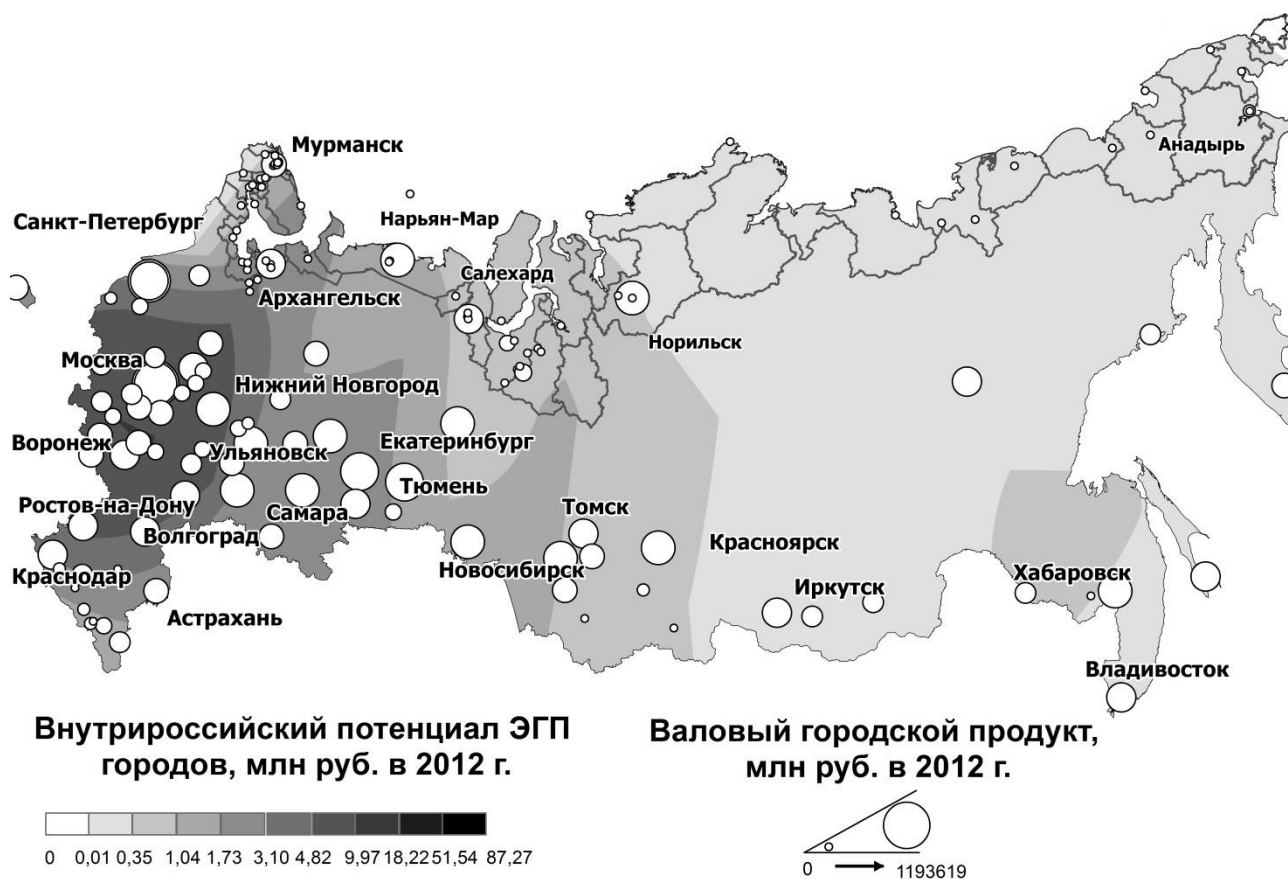 Мурманск
Анадырь
Санкт-Петербург
Нарьян-Мар
Салехард
Архангельск
Норильск
Москва
Нижний Новгород
Воронеж
Ульяновск
Екатеринбург
Тюмень
Ростов-на-Дону
Самара
Томск
Волгоград
Красноярск
Новосибирск
Краснодар
Иркутск
Хабаровск
Астрахань
Владивосток
Внутрироссийский потенциал ЭГП
городов, млн руб. в 2012 г.
0 0,01 0,35 1,04 1,73 3,10 4,82 9,97 18,22 51,54 87,27
Валовый городской продукт,
млн руб. в 2012 г.
0 1193619